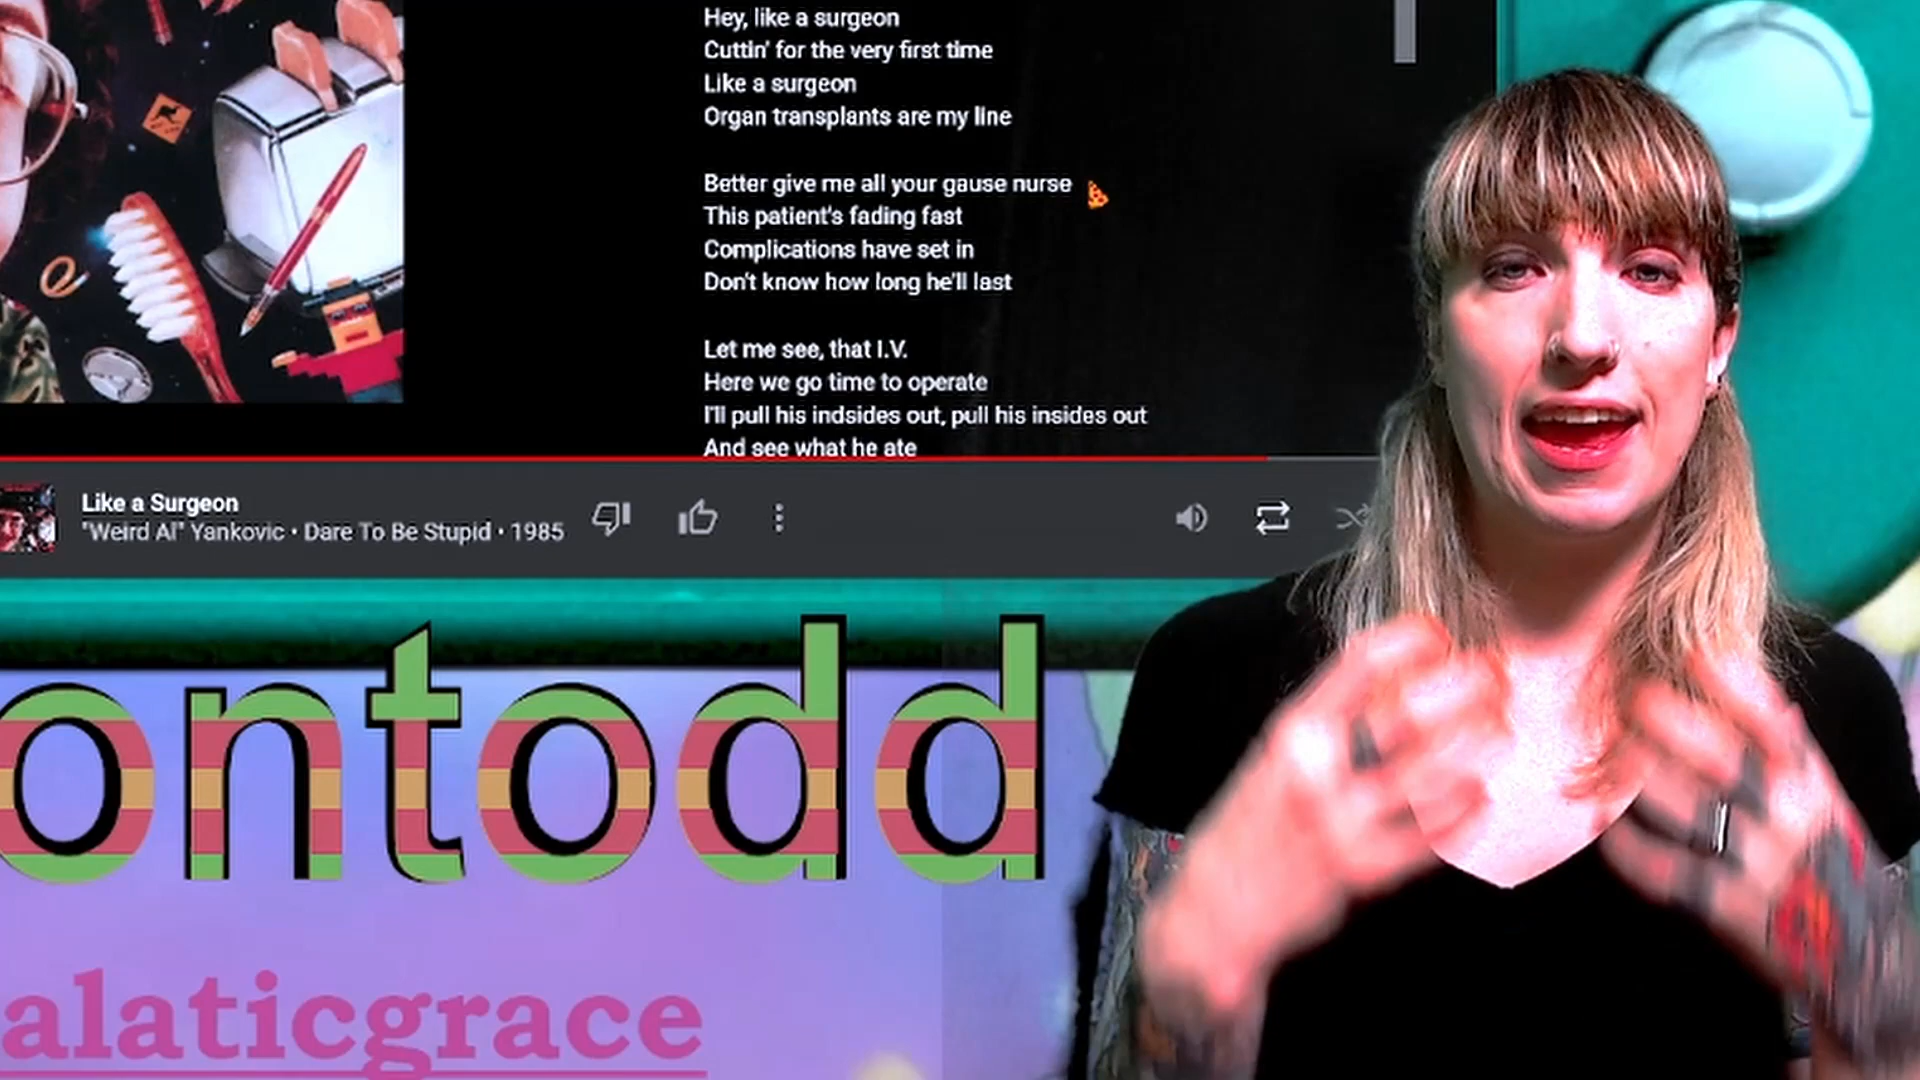 Hey, like a surgeon
Cuttin' for the very first time
Like a surgeon
Organ transplants are my line
Better give me all your gause nurse
This patient's fading fast
Complications have set in
Don't know how long he'll last
Let me see, that I.V.
Here we go time to operate
I'll pull his indsides out, pull his insides out
And see what he ate
Like a Surgeon
"Weird Al" Yankovic • Dare To Be Stupid • 1985
ontodd
alaticgrace